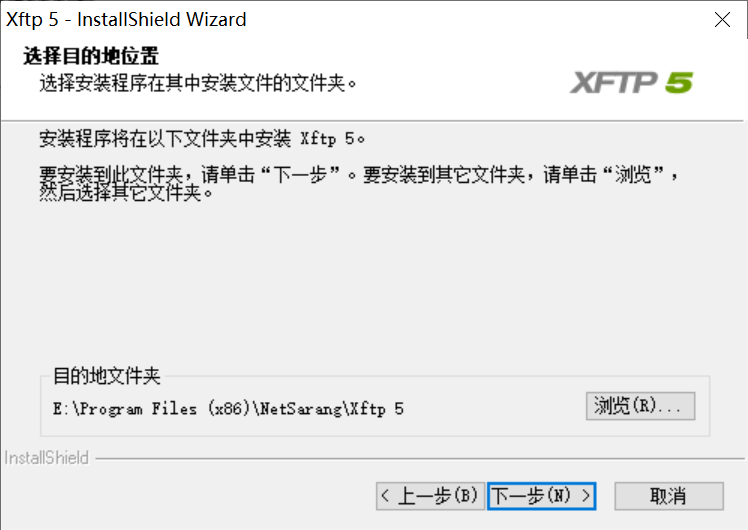 Xftp 5 - InstallShield Wizard
选择目的地位置
选择安装程序在其中安装文件的文件夹。
XFTP 5
安装程序将在以下文件夹中安装 Xftp 5。
要安装到此文件夹，请单击“下一步”。要安装到其它文件夹，请单击“浏览”，
然后选择其它文件夹。
目的地文件夹
E:\Program Files (x86)\NetSarang\Xftp 5
浏览(R)...
InstallShield
< 上一步(B)
下一步(N) >
取消